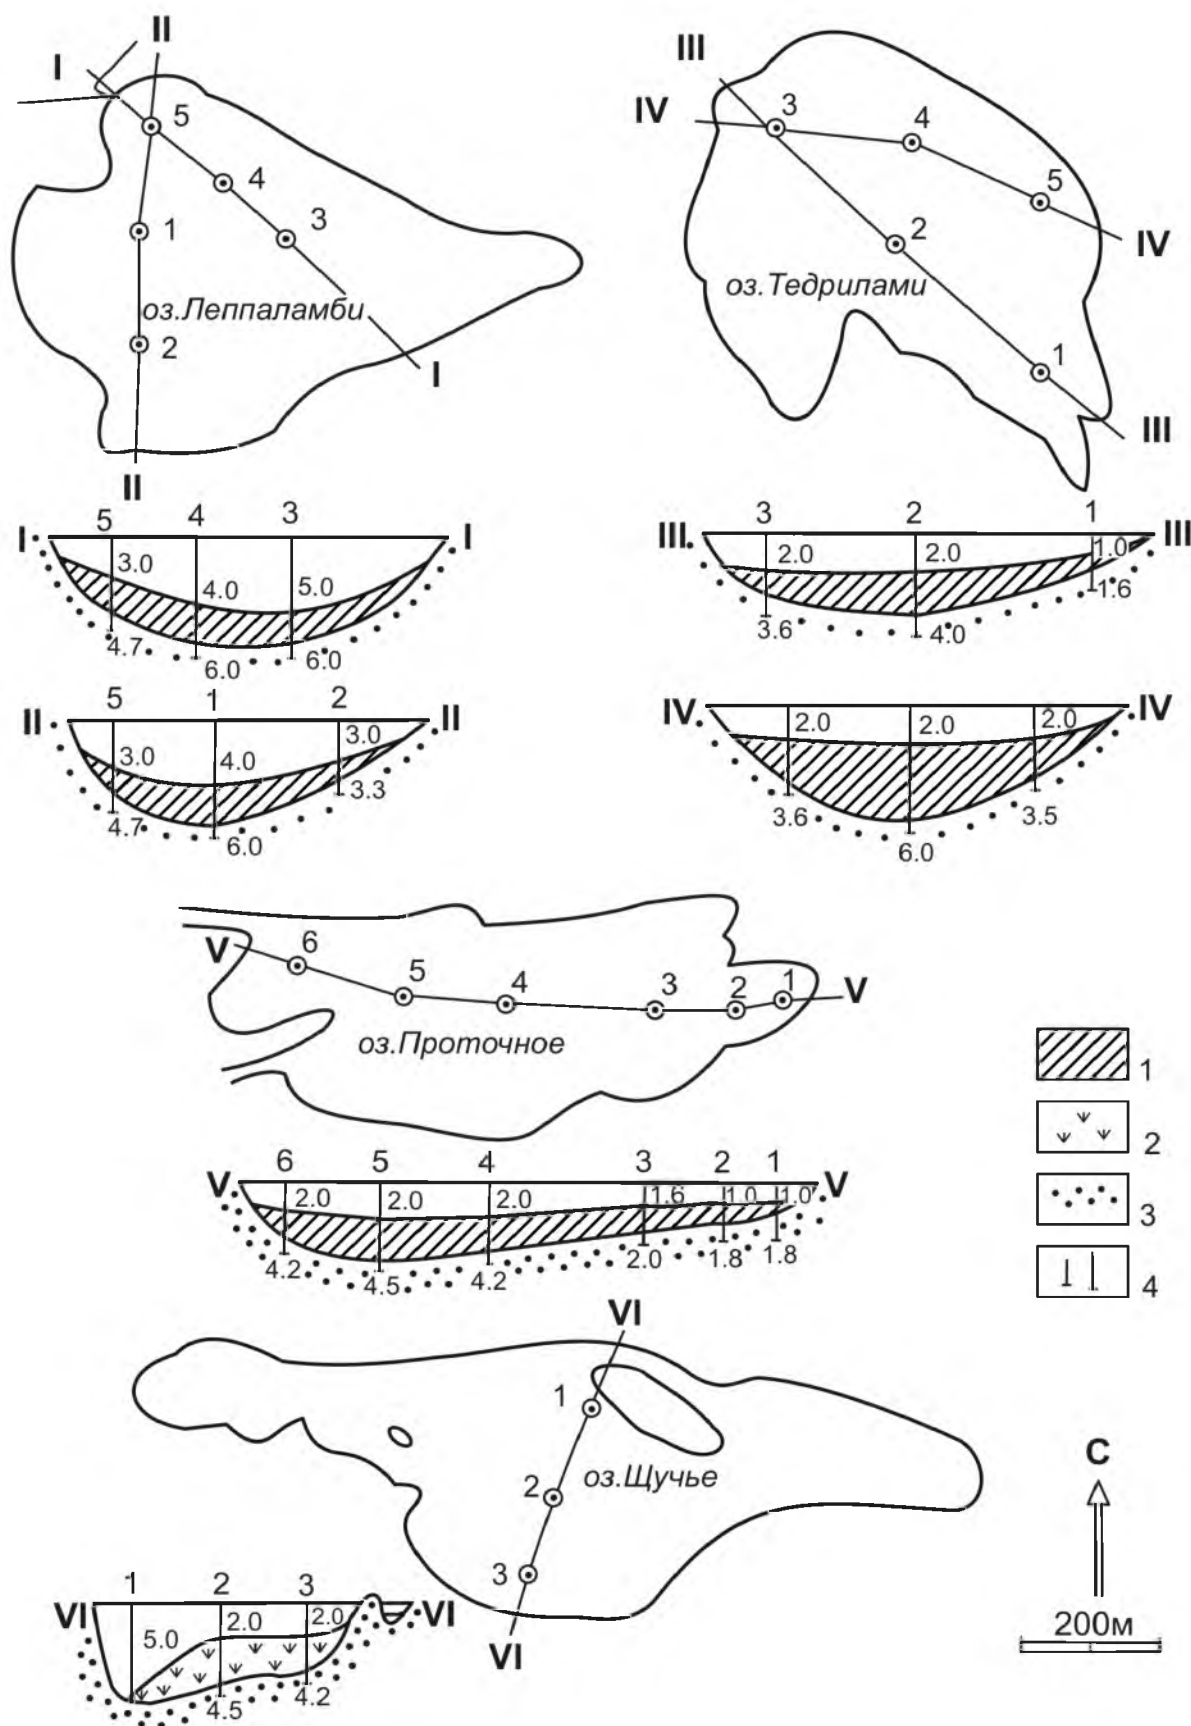 II
I
III
5
IV
3
4
4
5
3
1
2
IV
оз.Леппаламби
оз.Тедрилами
2
1
I
III
II
5 4 3
3 2 1
I I
III III
3.0 4.0 5.0
2.0 2.0 1.0
4.7 6.0 6.0
3.6 4.0 1.6
5 1 2
II II
IV IV
3.0 4.0 3.0
2.0 2.0 2.0
4.7 6.0 3.3
3.6 6.0 3.5
V 6 5 4 3 2 1 V
оз.Проточное
1
2
3
4
6 5 4 3 2 1
V V
2.0 2.0 2.0 1.6 1.0 1.0
4.2 4.5 4.2 2.0 1.8 1.8
VI
1
оз.Щучье
2
3
VI
С
200м
1 2 3
VI VI
5.0 2.0 2.0
4.5 4.2